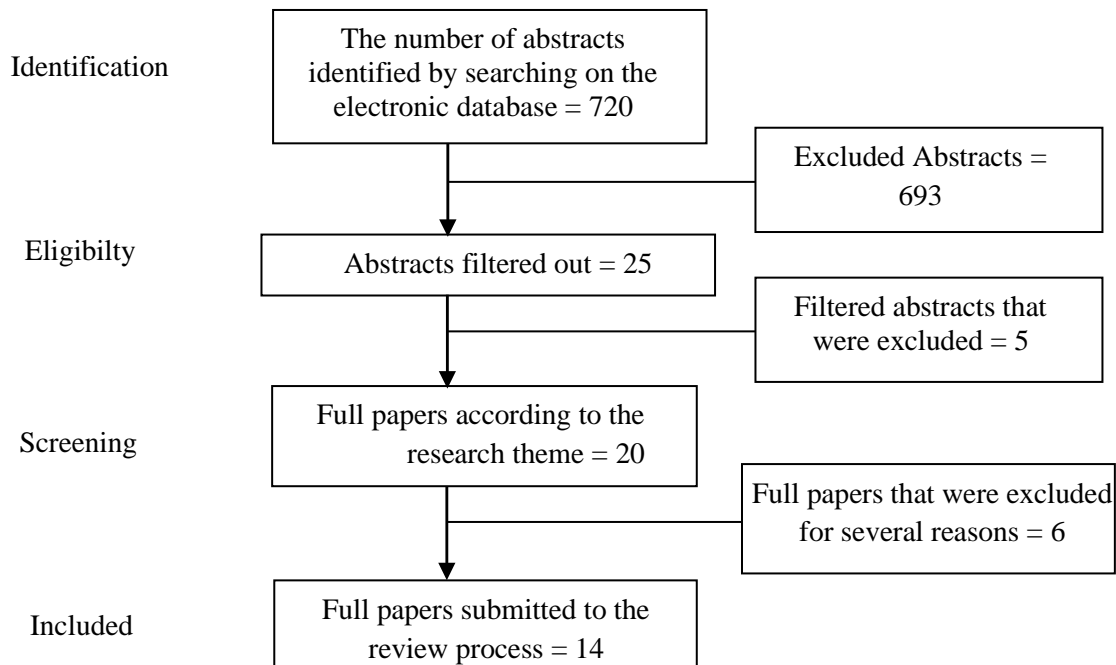 Identification
The number of abstracts
identified by searching on the
electronic database = 720
Excluded Abstracts =
693
Eligibilty
Abstracts filtered out = 25
Filtered abstracts that
were excluded = 5
Screening
Full papers according to the
research theme = 20
Full papers that were excluded
for several reasons = 6
Included
Full papers submitted to the
review process = 14